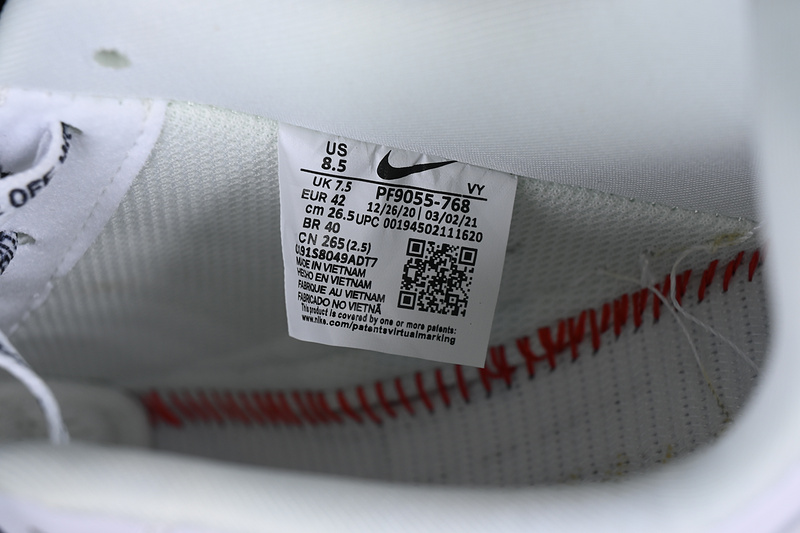 US
8.5
UK 7.5
EUR 42
cm 26.5
BR 40
CN 265 (2.5)
PF9055-768
VY
12/26/20 | 03/02/21
UPC 00194502111620
091S8049ADT7
MADE IN VIETNAM
HECHO EN VIETNAM
FABRIQUE AU VIETNAM
FABRICADO NO VIETNÃ
This product is covered by one or more patents:
www.nike.com/patentsvirtualmarking
OFF